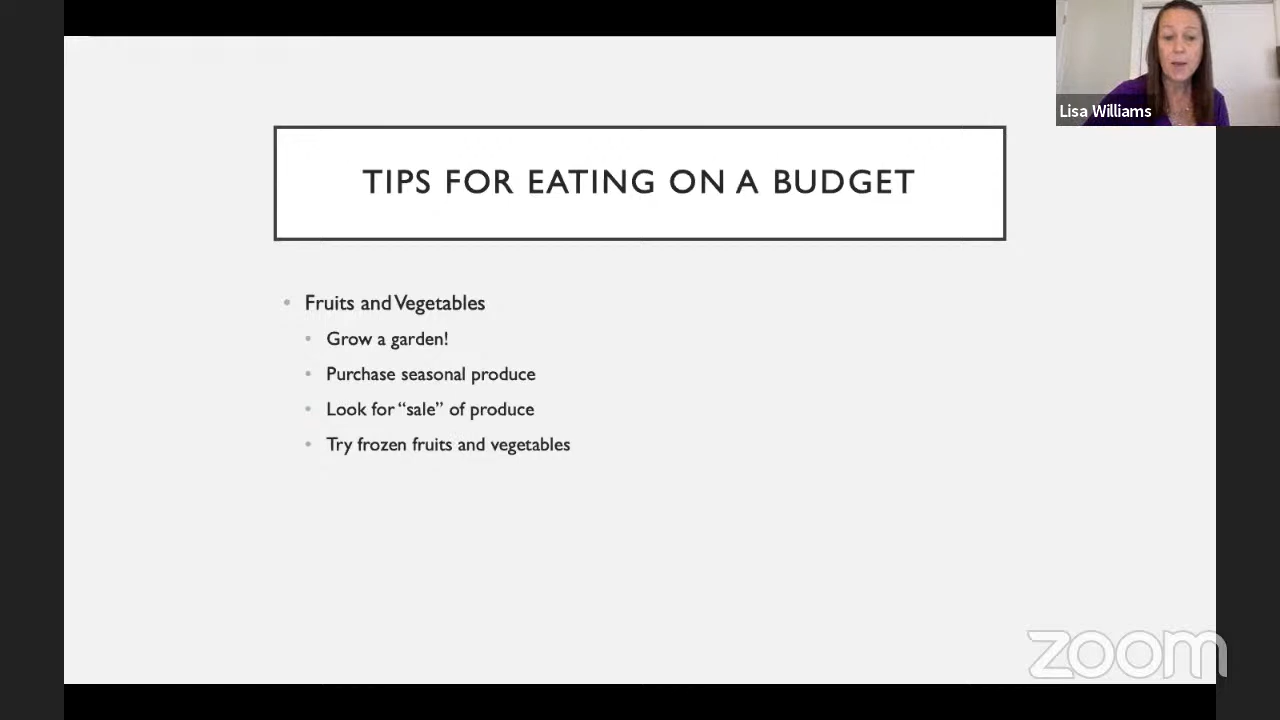 Lisa Williams
TIPS FOR EATING ON A BUDGET
Fruits and Vegetables
Grow a garden!
Purchase seasonal produce
Look for “sale” of produce
Try frozen fruits and vegetables
zoom